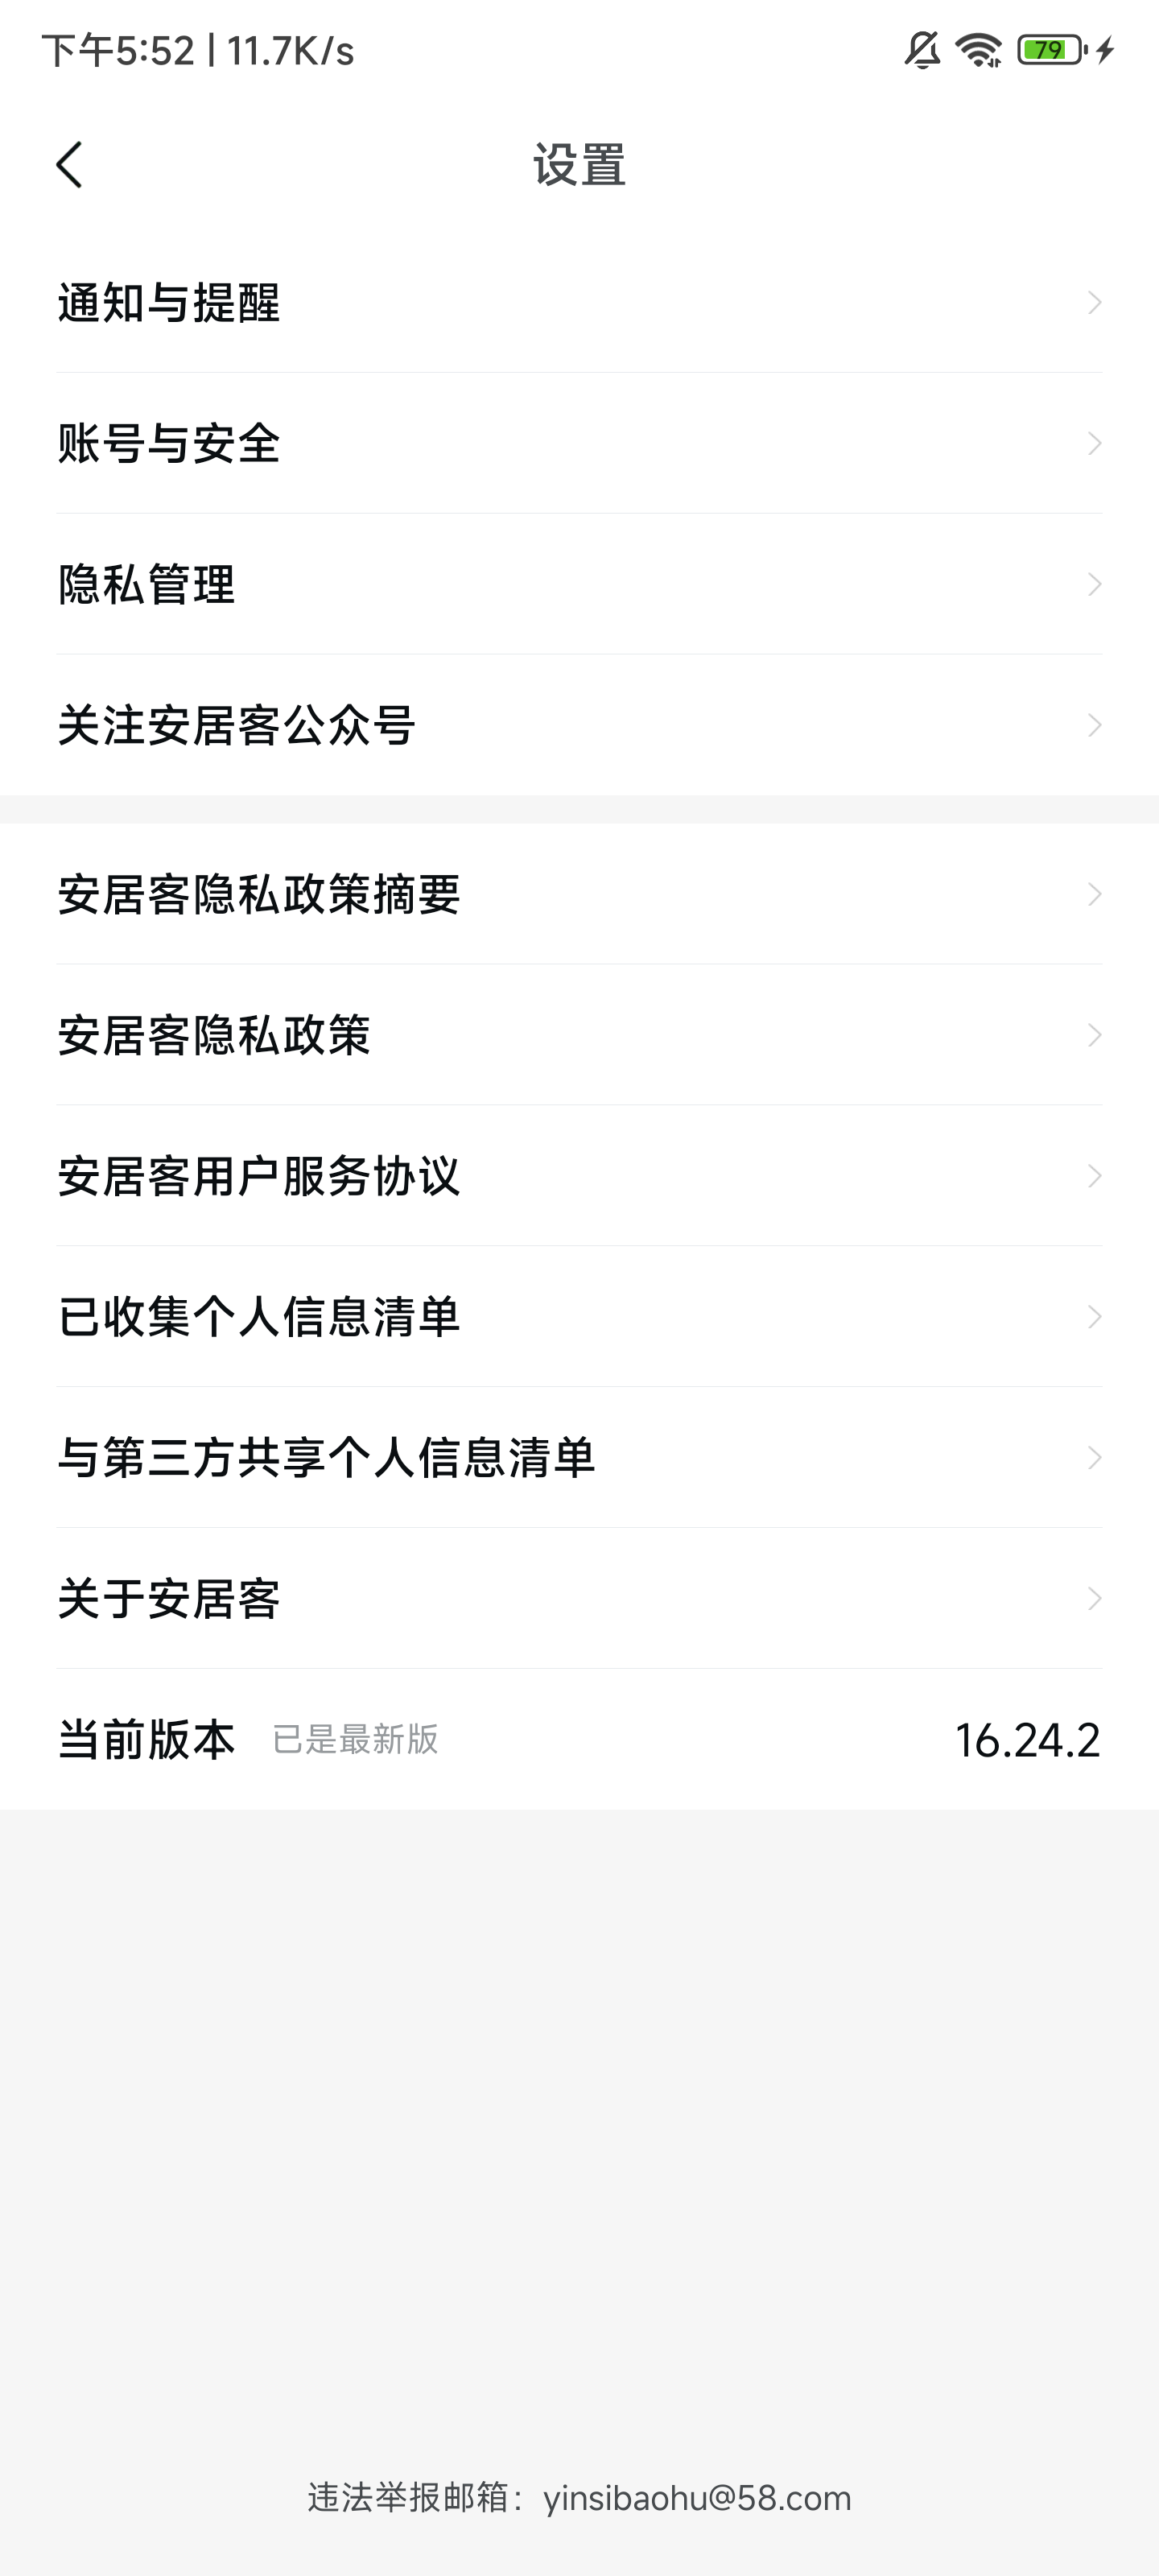 下午5:52 | 11.7K/s
79
设置
通知与提醒
账号与安全
隐私管理
关注安居客公众号
安居客隐私政策摘要
安居客隐私政策
安居客用户服务协议
已收集个人信息清单
与第三方共享个人信息清单
关于安居客
当前版本 已是最新版 16.24.2
违法举报邮箱：yinsibaohu@58.com